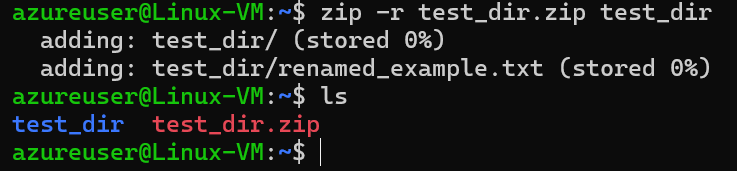 azureuser@Linux-VM:~$ zip -r test_dir.zip test_dir
  adding: test_dir/ (stored 0%)
  adding: test_dir/renamed_example.txt (stored 0%)
azureuser@Linux-VM:~$ ls
test_dir  test_dir.zip
azureuser@Linux-VM:~$